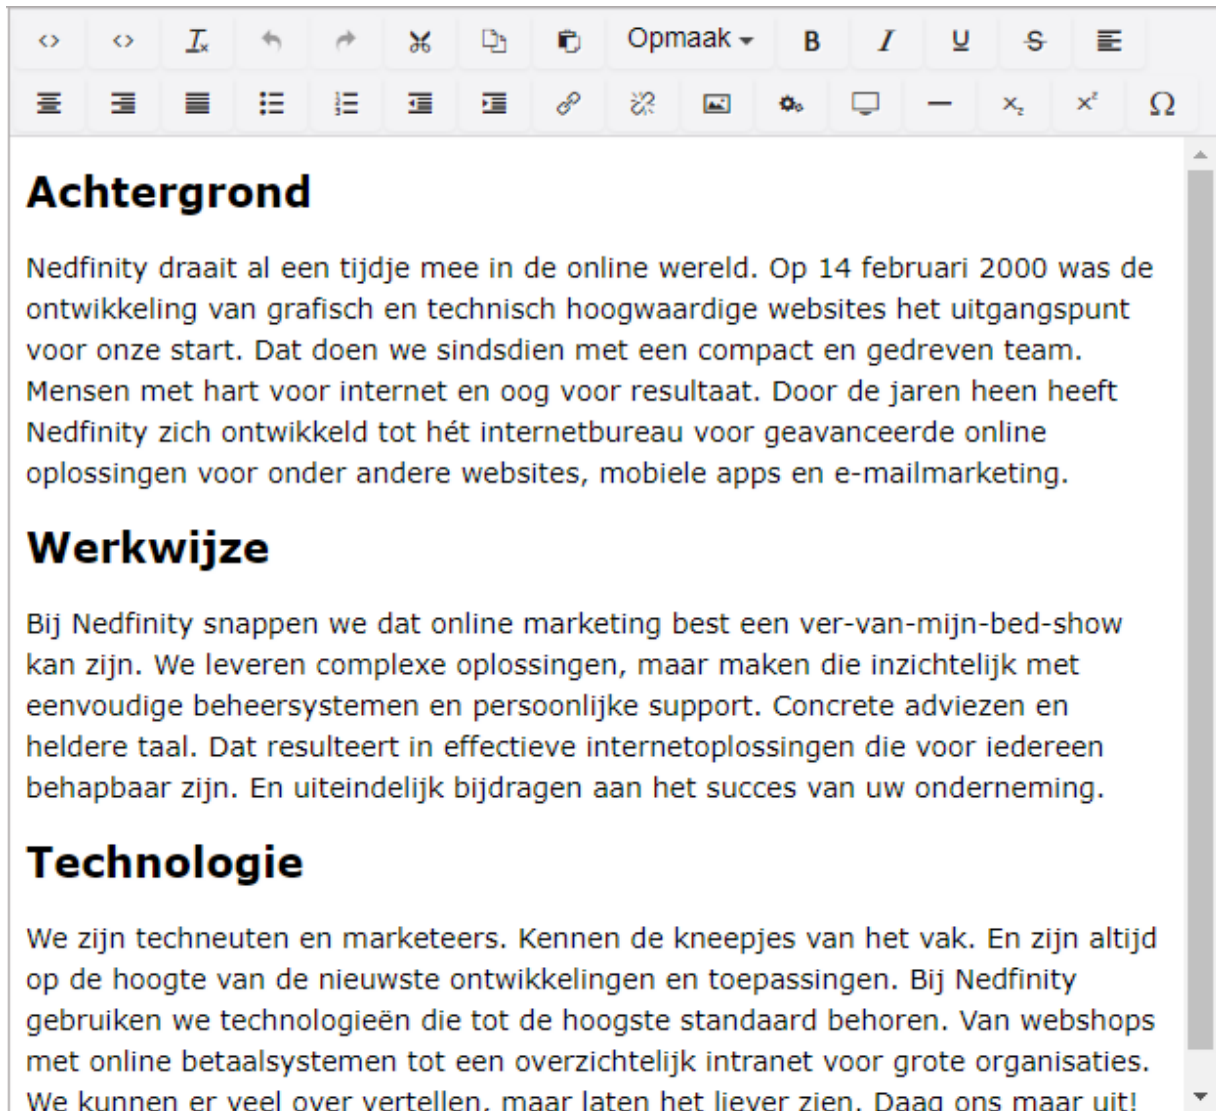 Opmaak
Achtergrond
Nedfinity draait al een tijdje mee in de online wereld. Op 14 februari 2000 was de
ontwikkeling van grafisch en technisch hoogwaardige websites het uitgangspunt
voor onze start. Dat doen we sindsdien met een compact en gedreven team.
Mensen met hart voor internet en oog voor resultaat. Door de jaren heen heeft
Nedfinity zich ontwikkeld tot hét internetbureau voor geavanceerde online
oplossingen voor onder andere websites, mobiele apps en e-mailmarketing.
Werkwijze
Bij Nedfinity snappen we dat online marketing best een ver-van-mijn-bed-show
kan zijn. We leveren complexe oplossingen, maar maken die inzichtelijk met
eenvoudige beheersystemen en persoonlijke support. Concrete adviezen en
heldere taal. Dat resulteert in effectieve internetoplossingen die voor iedereen
behapbaar zijn. En uiteindelijk bijdragen aan het succes van uw onderneming.
Technologie
We zijn techneuten en marketeers. Kennen de kneepjes van het vak. En zijn altijd
op de hoogte van de nieuwste ontwikkelingen en toepassingen. Bij Nedfinity
gebruiken we technologieën die tot de hoogste standaard behoren. Van webshops
met online betaalsystemen tot een overzichtelijk intranet voor grote organisaties.
We kunnen er veel over vertellen, maar laten het liever zien. Daag ons maar uit!